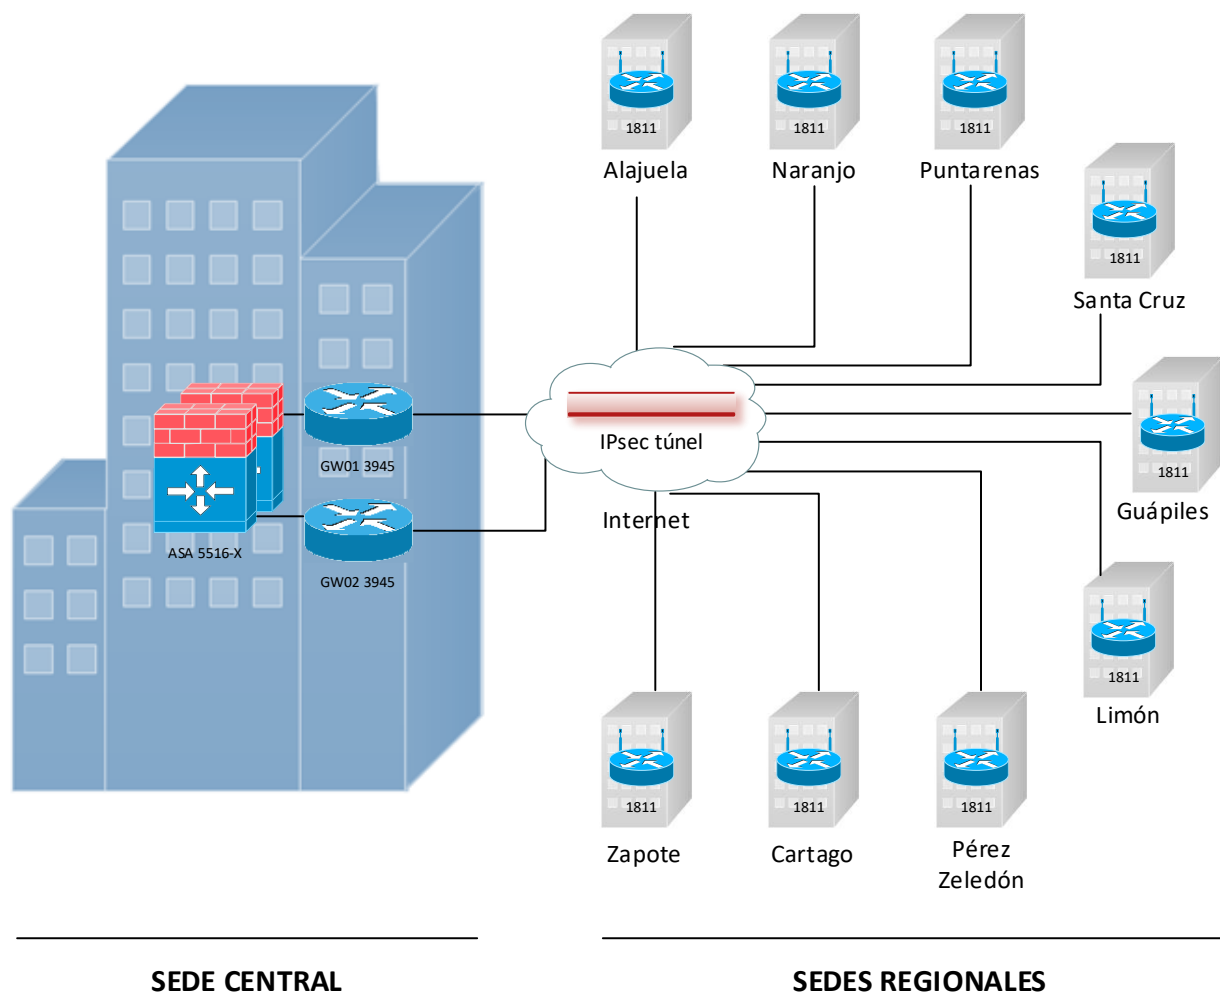 1811
1811
1811
Alajuela
Naranjo
Puntarenas
1811
Santa Cruz
IPsec túnel
GW01 3945
1811
Guápiles
Internet
ASA 5516-X
GW02 3945
1811
Limón
1811
1811
1811
Zapote
Cartago
Pérez
Zeledón
SEDE CENTRAL
SEDES REGIONALES